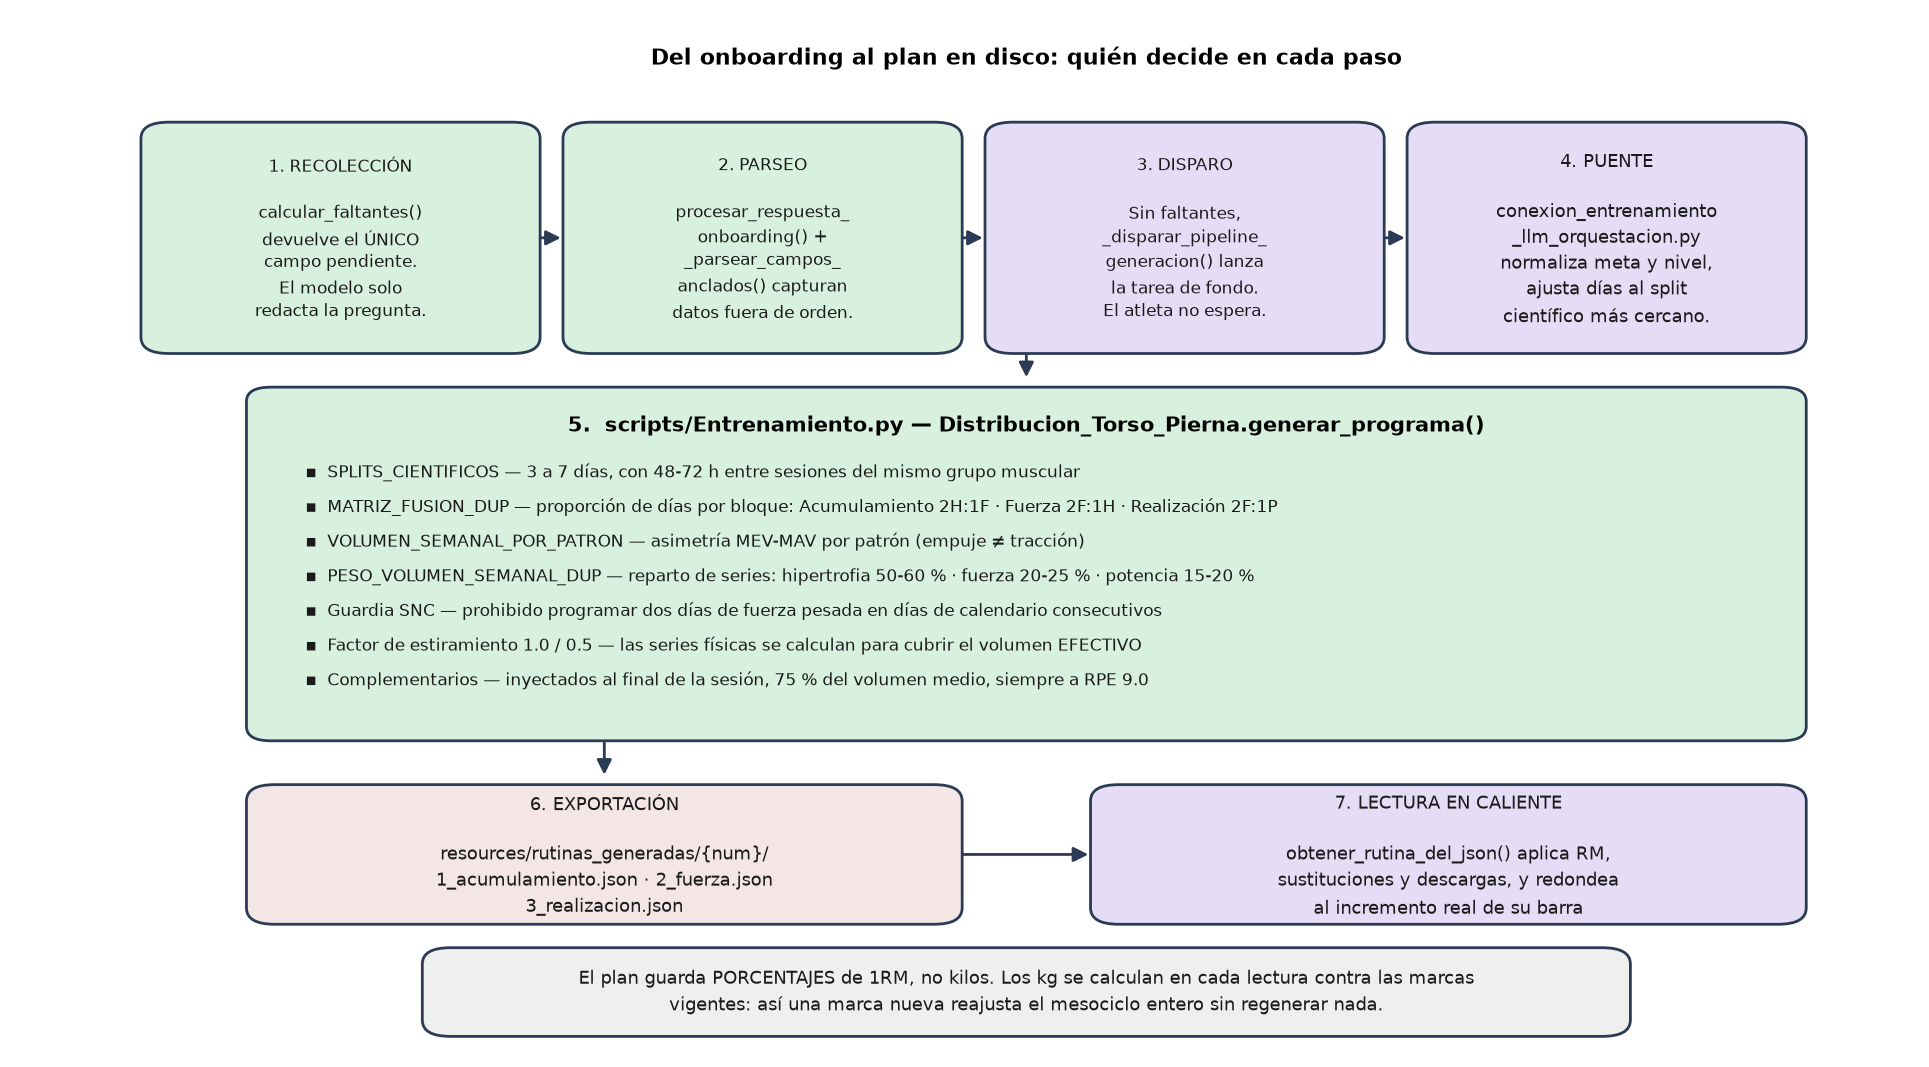 Del onboarding al plan en disco: quién decide en cada paso
1. RECOLECCIÓN
calcular_faltantes()
devuelve el ÚNICO
campo pendiente.
El modelo solo
redacta la pregunta.
2. PARSEO
procesar_respuesta_
onboarding() +
_parsear_campos_
anclados() capturan
datos fuera de orden.
3. DISPARO
Sin faltantes,
_disparar_pipeline_
generacion() lanza
la tarea de fondo.
El atleta no espera.
4. PUENTE
conexion_entrenamiento
_llm_orquestacion.py
normaliza meta y nivel,
ajusta días al split
científico más cercano.
5.  scripts/Entrenamiento.py — Distribucion_Torso_Pierna.generar_programa()
▪ SPLITS_CIENTIFICOS — 3 a 7 días, con 48-72 h entre sesiones del mismo grupo muscular
▪ MATRIZ_FUSION_DUP — proporción de días por bloque: Acumulamiento 2H:1F · Fuerza 2F:1H · Realización 2F:1P
▪ VOLUMEN_SEMANAL_POR_PATRON — asimetría MEV-MAV por patrón (empuje ≠ tracción)
▪ PESO_VOLUMEN_SEMANAL_DUP — reparto de series: hipertrofia 50-60 % · fuerza 20-25 % · potencia 15-20 %
▪ Guardia SNC — prohibido programar dos días de fuerza pesada en días de calendario consecutivos
▪ Factor de estiramiento 1.0 / 0.5 — las series físicas se calculan para cubrir el volumen EFECTIVO
▪ Complementarios — inyectados al final de la sesión, 75 % del volumen medio, siempre a RPE 9.0
6. EXPORTACIÓN
resources/rutinas_generadas/{num}/
1_acumulamiento.json · 2_fuerza.json
3_realizacion.json
7. LECTURA EN CALIENTE
obtener_rutina_del_json() aplica RM,
sustituciones y descargas, y redondea
al incremento real de su barra
El plan guarda PORCENTAJES de 1RM, no kilos. Los kg se calculan en cada lectura contra las marcas
vigentes: así una marca nueva reajusta el mesociclo entero sin regenerar nada.